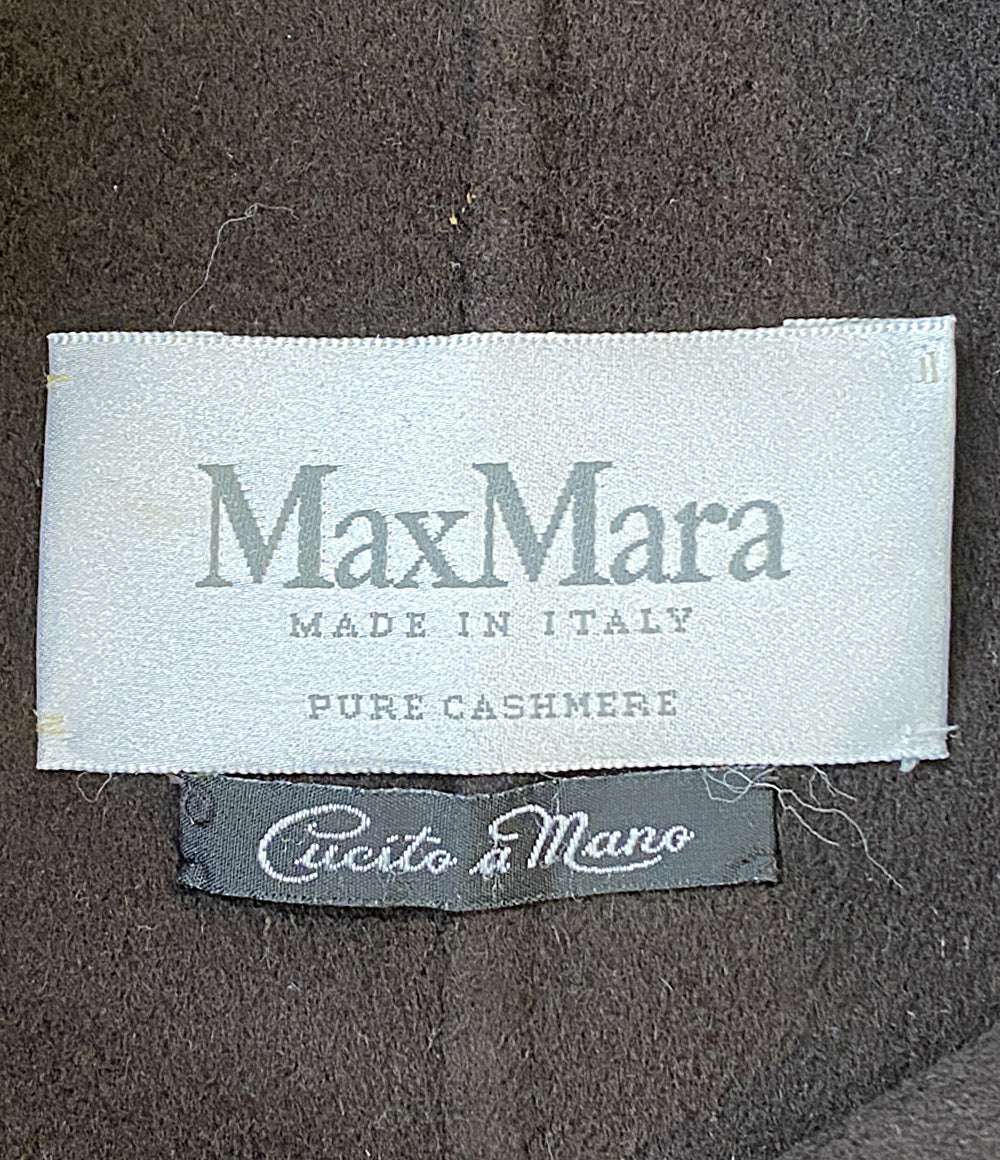 MaxMara
MADE IN ITALY
PURE CASHMERE
Cucito a Mano